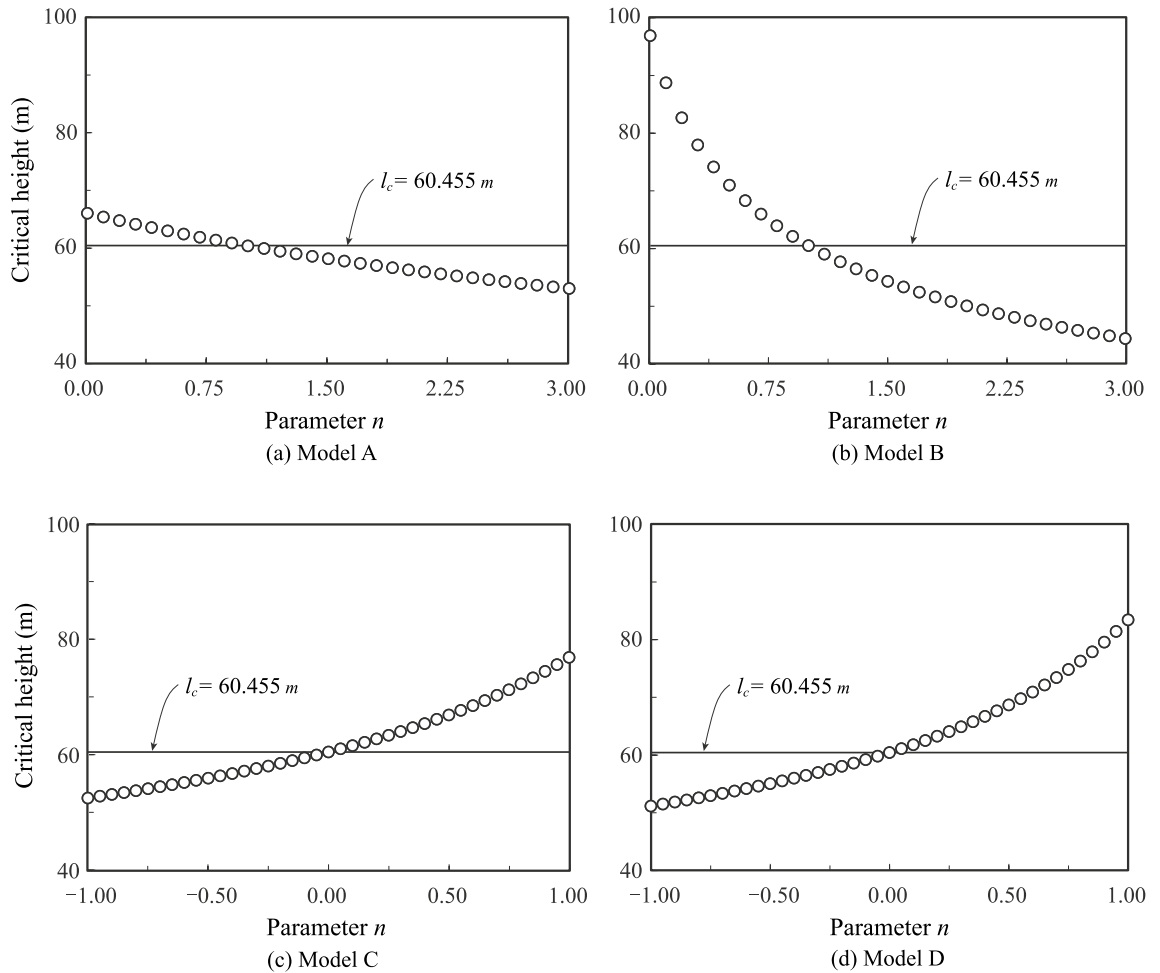 100
80
60
40
Critical height (m)
l_c = 60.455 m
0.00 0.75 1.50 2.25 3.00
Parameter n
(a) Model A
100
80
60
40
l_c = 60.455 m
0.00 0.75 1.50 2.25 3.00
Parameter n
(b) Model B
100
80
60
40
Critical height (m)
l_c = 60.455 m
−1.00 −0.50 0.00 0.50 1.00
Parameter n
(c) Model C
100
80
60
40
l_c = 60.455 m
−1.00 −0.50 0.00 0.50 1.00
Parameter n
(d) Model D